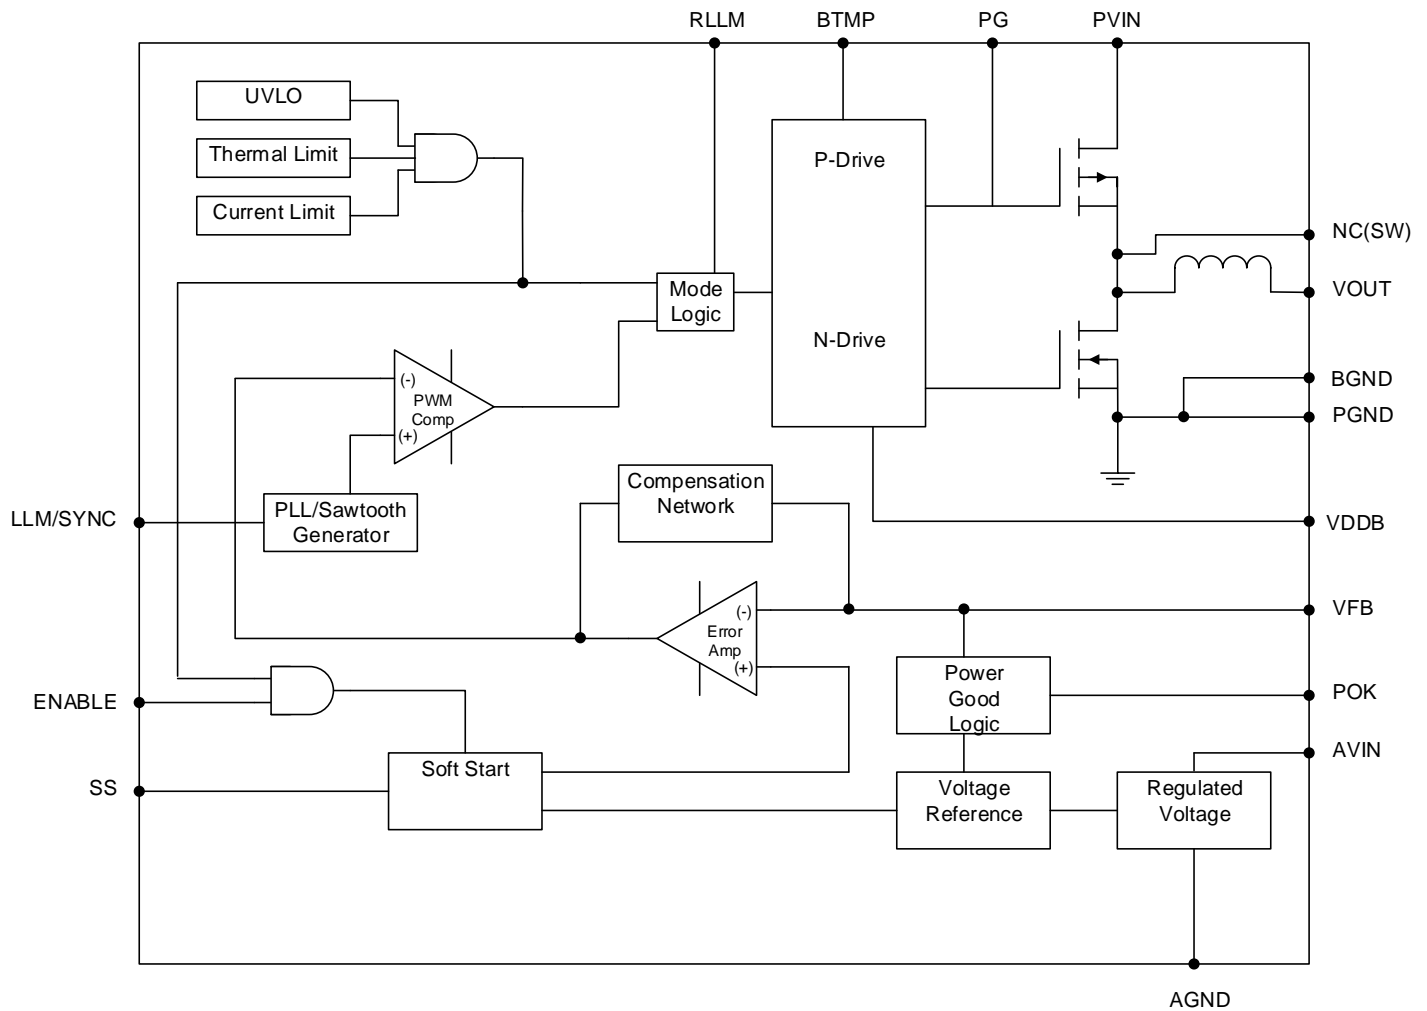 RLLM
BTMP
PG
PVIN
UVLO
Thermal Limit
Current Limit
P-Drive
N-Drive
Mode
Logic
NC(SW)
VOUT
BGND
PGND
(-)
PWM
Comp
(+)
Compensation
Network
PLL/Sawtooth
Generator
LLM/SYNC
VDDB
(-)
Error
Amp
(+)
VFB
Power
Good
Logic
POK
ENABLE
AVIN
Soft Start
SS
Voltage
Reference
Regulated
Voltage
AGND